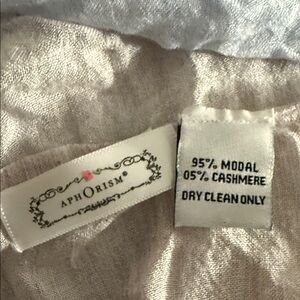 APHORISM®
95% MODAL
05% CASHMERE
DRY CLEAN ONLY